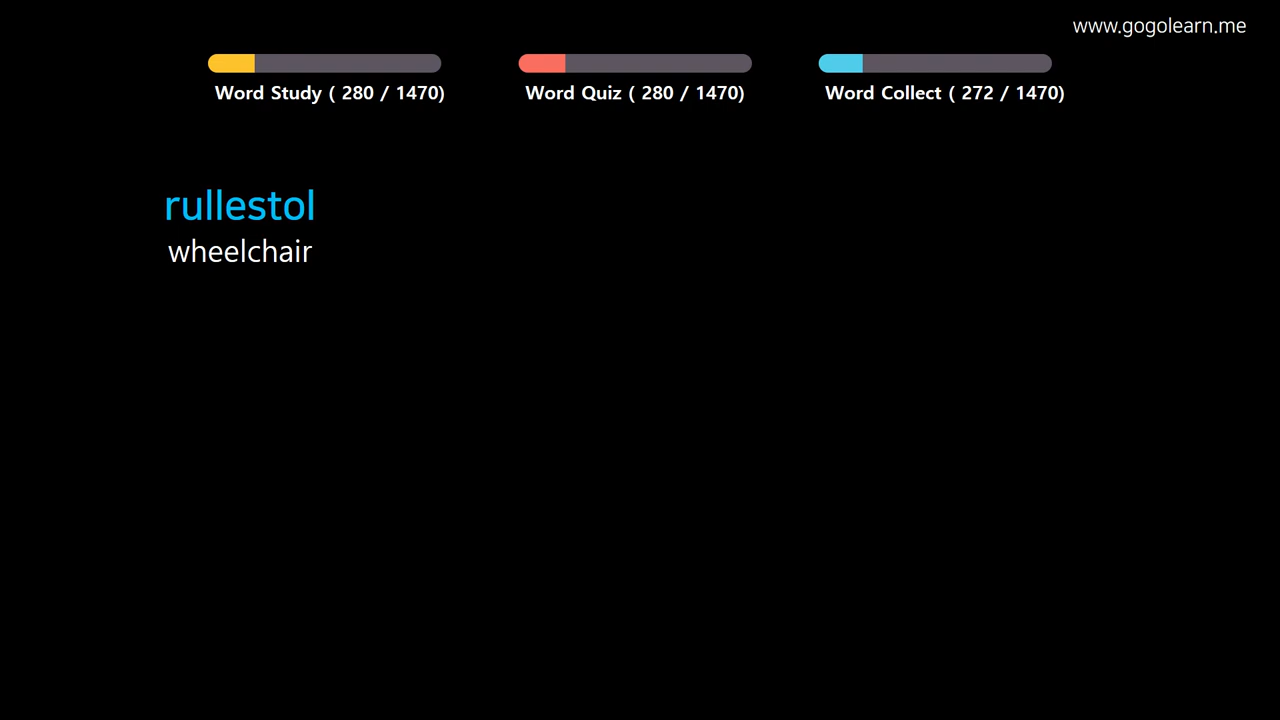 www.gogolearn.me
Word Study ( 280 / 1470)
Word Quiz ( 280 / 1470)
Word Collect ( 272 / 1470)
rullestol
wheelchair